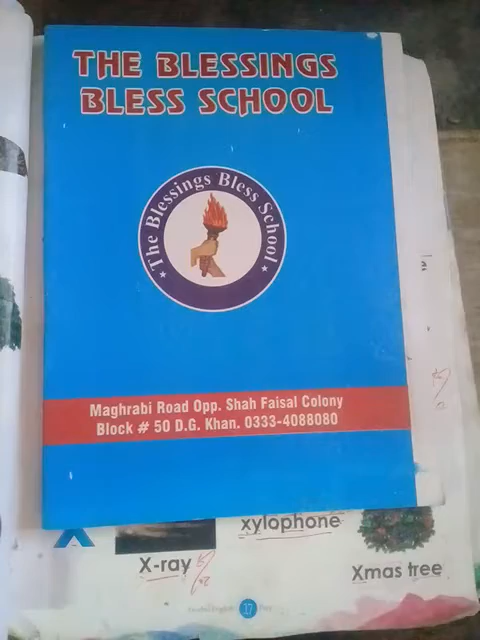 THE BLESSINGS
BLESS SCHOOL
The Blessings Bless School
Maghrabi Road Opp. Shah Faisal Colony
Block # 50 D.G. Khan. 0333-4088080
xylophone
X-ray
Xmas tree
17